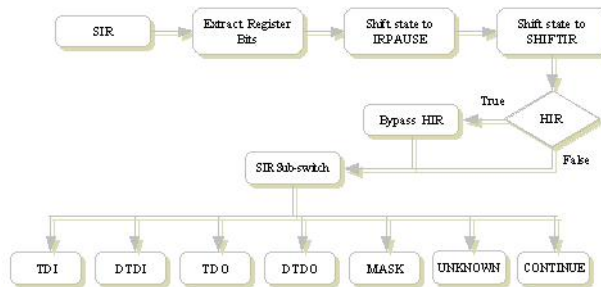 SIR
Extract Register
Bits
Shift state to
IRPAUSE
Shift state to
SHIFTIR
True
HIR
Bypass HIR
False
SIR Sub-switch
TDI
DTDI
TDO
DTDO
MASK
UNKNOWN
CONTINUE